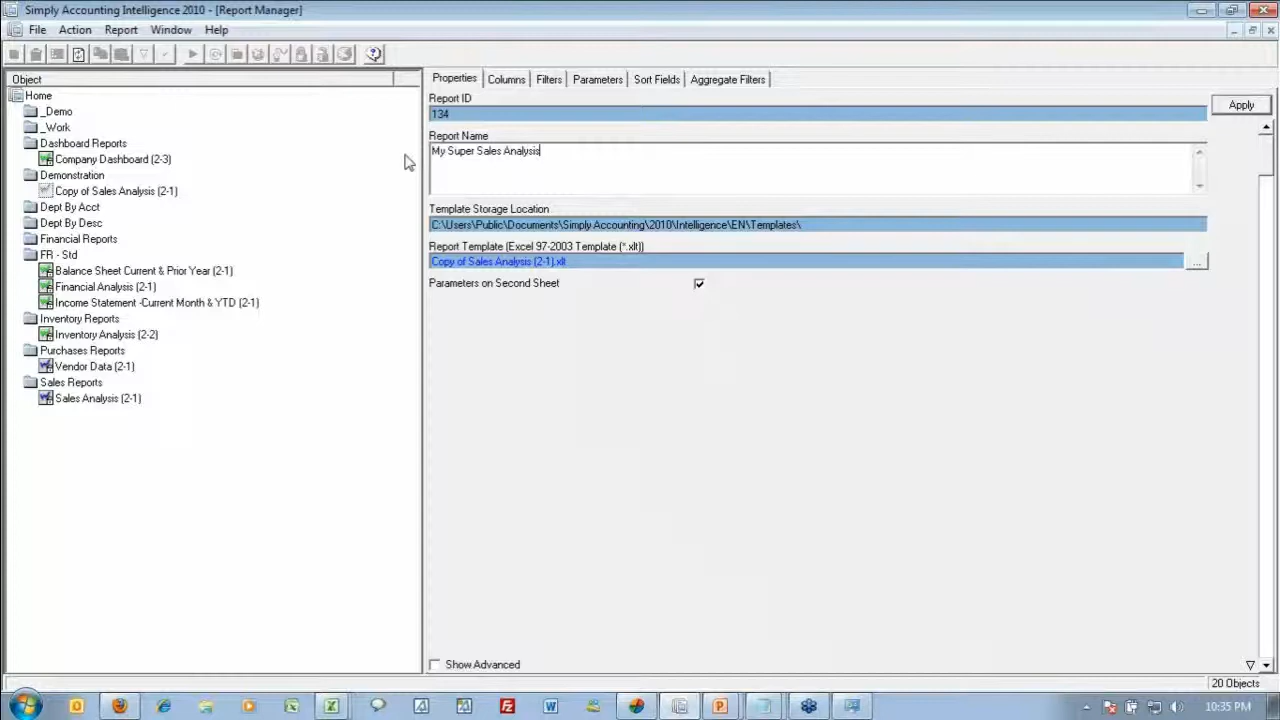 Simply Accounting Intelligence 2010 - [Report Manager]
File Action Report Window Help
Object
Home
_Demo
_Work
Dashboard Reports
Company Dashboard (2-3)
Demonstration
Copy of Sales Analysis (2-1)
Dept By Acct
Dept By Desc
Financial Reports
FR - Std
Balance Sheet Current & Prior Year (2-1)
Financial Analysis (2-1)
Income Statement -Current Month & YTD (2-1)
Inventory Reports
Inventory Analysis (2-2)
Purchases Reports
Vendor Data (2-1)
Sales Reports
Sales Analysis (2-1)
Properties Columns Filters Parameters Sort Fields Aggregate Filters
Report ID
134
Apply
Report Name
My Super Sales Analysis
Template Storage Location
C:\Users\Public\Documents\Simply Accounting\2010\Intelligence\EN\Templates\
Report Template (Excel 97-2003 Template (*.xlt))
Copy of Sales Analysis (2-1).xlt
...
Parameters on Second Sheet
Show Advanced
20 Objects
10:35 PM